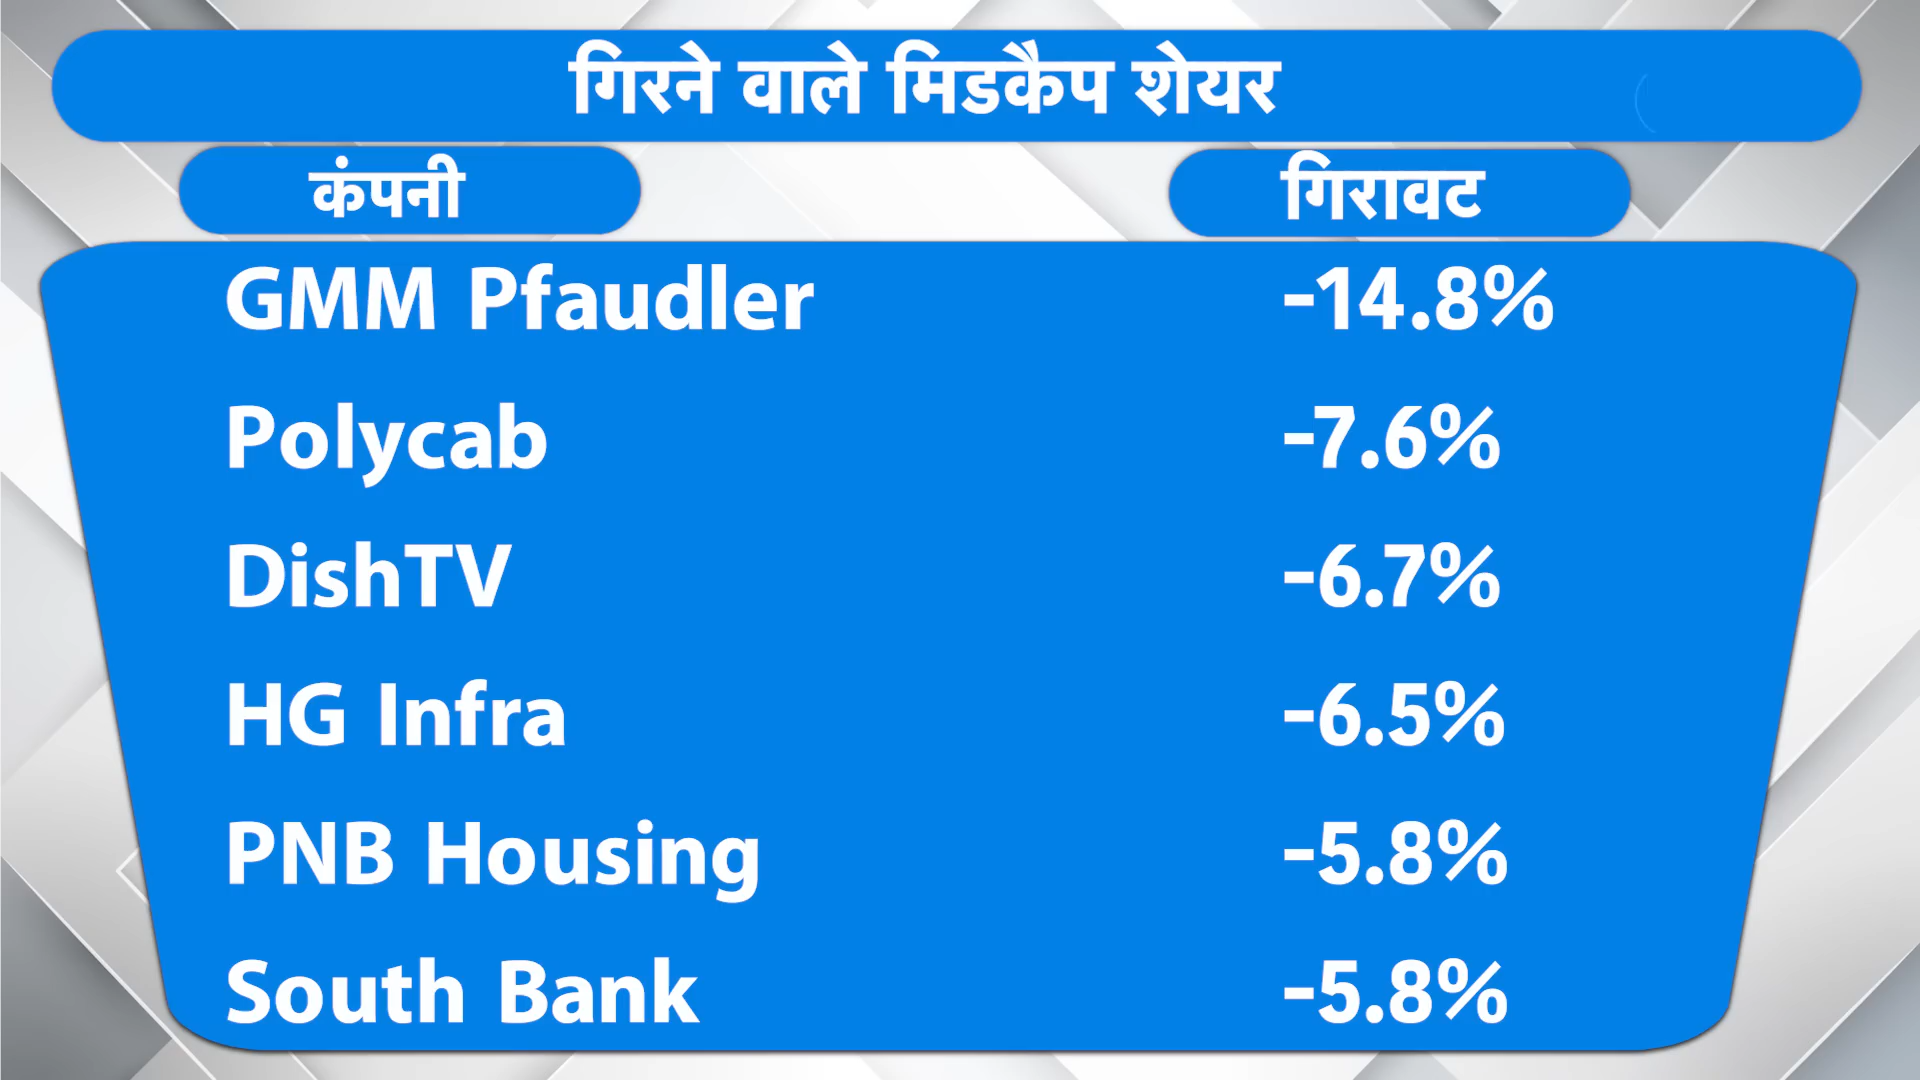 गिरने वाले मिडकैप शेयर
कंपनी गिरावट
GMM Pfaudler -14.8%
Polycab -7.6%
DishTV -6.7%
HG Infra -6.5%
PNB Housing -5.8%
South Bank -5.8%